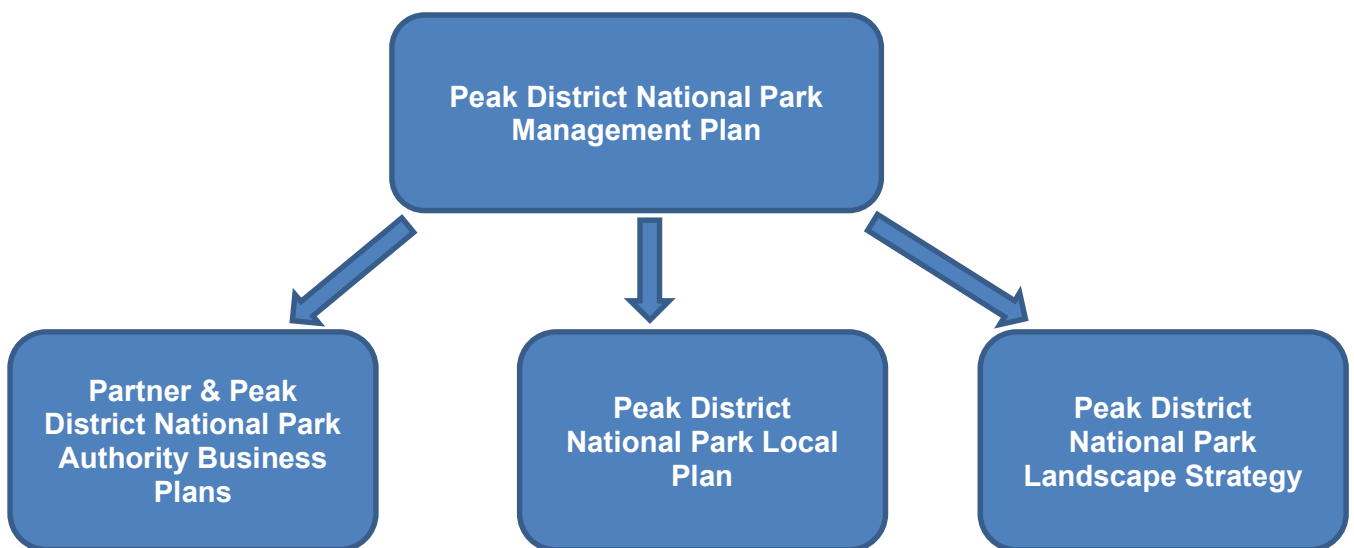 Peak District National Park
Management Plan
Partner & Peak
District National Park
Authority Business
Plans
Peak District
National Park Local
Plan
Peak District
National Park
Landscape Strategy